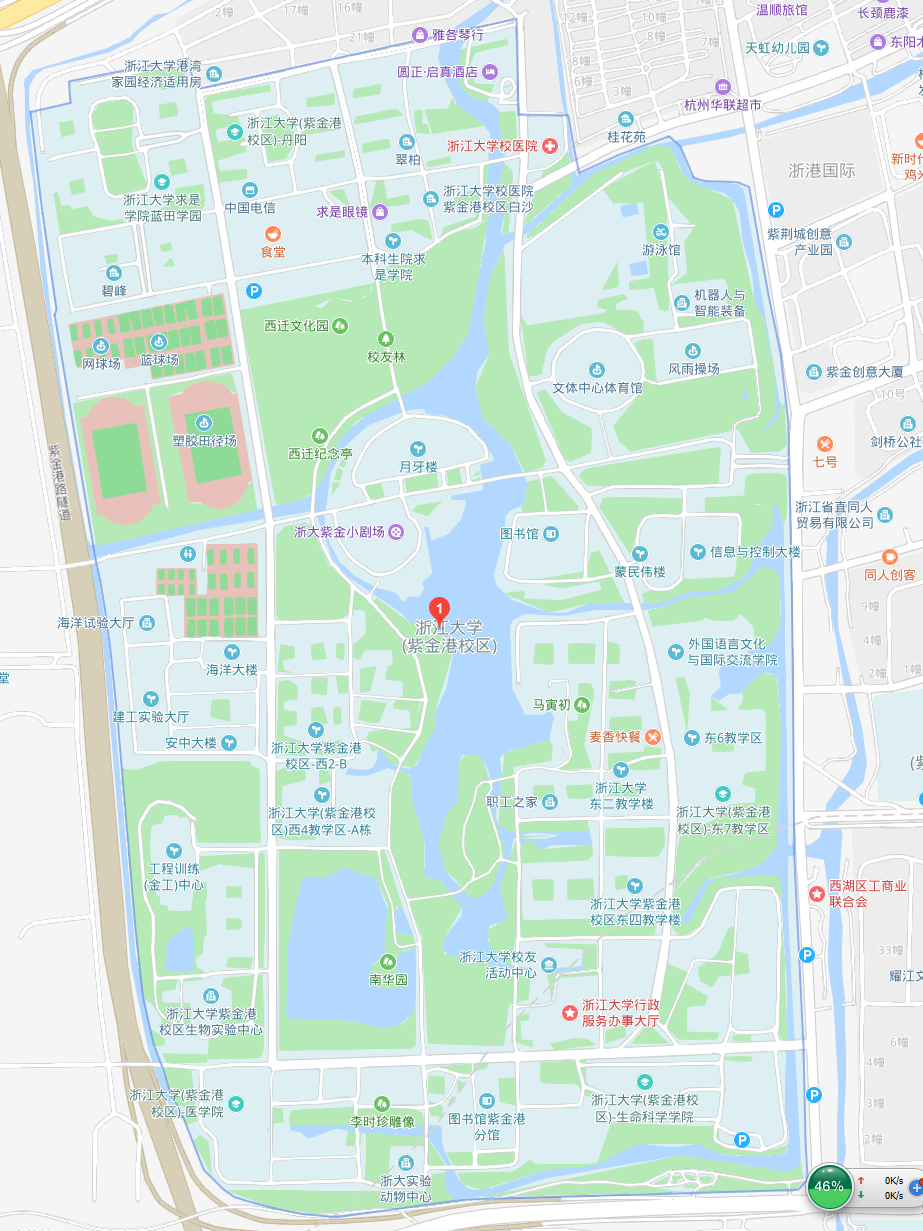 2幢
17幢
16幢
21幢
雅各琴行
圆正·启真酒店
浙江大学港湾
家园经济适用房
12幢
10幢
8幢
7幢
8幢
6幢
3幢
温顺旅馆
长颈鹿漆
天虹幼儿园
东阳木
杭州华联超市
桂花苑
浙港国际
新时代
鸡米
浙江大学(紫金港
校区)-丹阳
翠柏
浙江大学校医院
浙江大学求是
学院蓝田学园
中国电信
求是眼镜
浙江大学校医院
紫金港校区白沙
食堂
本科生院求
是学院
碧峰
P
P
游泳馆
紫荆城创意
产业园
机器人与
智能装备
西迁文化园
校友林
网球场
篮球场
风雨操场
文体中心体育馆
紫金创意大厦
10号
塑胶田径场
西迁纪念亭
月牙楼
剑桥公社
七号
紫金港路隧道
浙大紫金小剧场
图书馆
浙江省直同人
贸易有限公司
蒙民伟楼
信息与控制大楼
同人创客
9幢
4幢
2幢
1幢
1
浙江大学
(紫金港校区)
海洋试验大厅
海洋大楼
外国语言文化
与国际交流学院
堂
建工实验大厅
安中大楼
马寅初
麦香快餐
东6教学区
浙江大学紫金港
校区-西2-B
浙江大学(紫金港校
区)西4教学区-A栋
职工之家
浙江大学
东二教学楼
浙江大学(紫金港
校区)-东7教学区
(紫
工程训练
(金工)中心
浙江大学紫金港
校区东四教学楼
西湖区工商业
联合会
南华园
浙江大学校友
活动中心
P
33幢
耀江文
浙江大学紫金港
校区生物实验中心
浙江大学行政
服务办事大厅
6幢
4幢
3幢
2幢
浙江大学(紫金港
校区)-医学院
李时珍雕像
图书馆紫金港
分馆
浙江大学(紫金港校
区)-生命科学学院
P
P
浙大实验
动物中心
46%
0K/s
0K/s